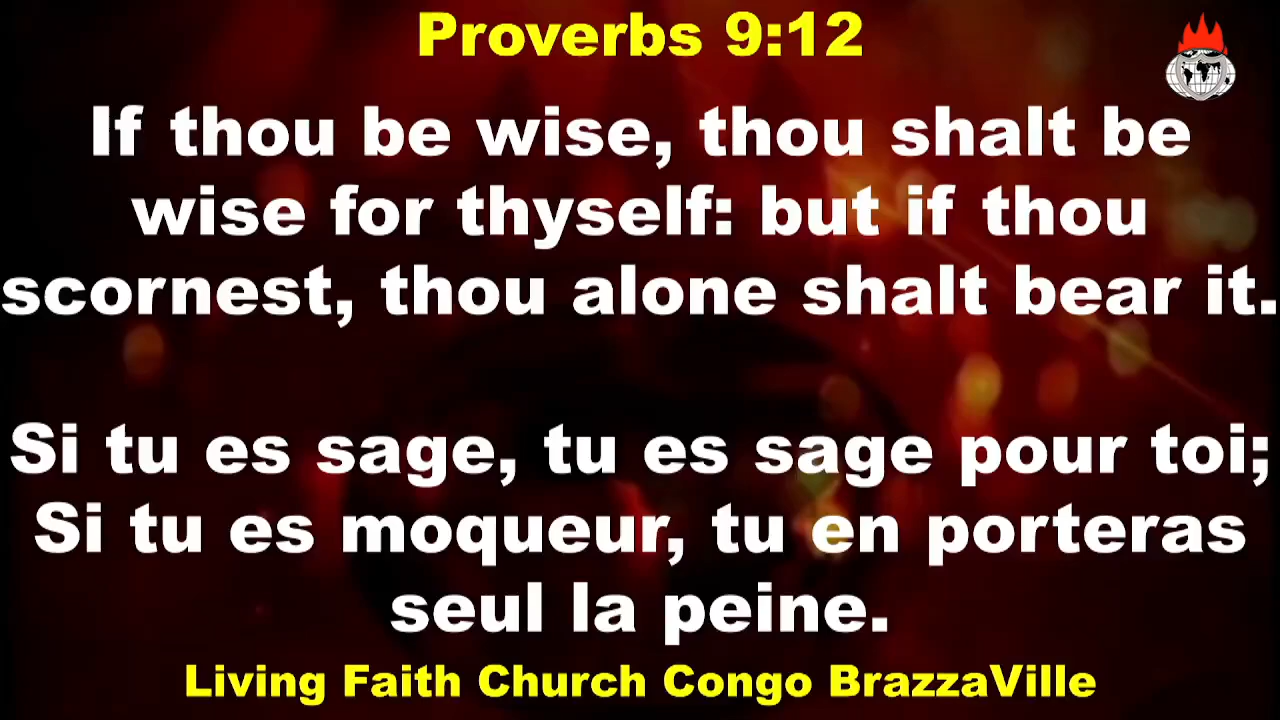 Proverbs 9:12
If thou be wise, thou shalt be
wise for thyself: but if thou
scornest, thou alone shalt bear it.
Si tu es sage, tu es sage pour toi;
Si tu es moqueur, tu en porteras
seul la peine.
Living Faith Church Congo BrazzaVille